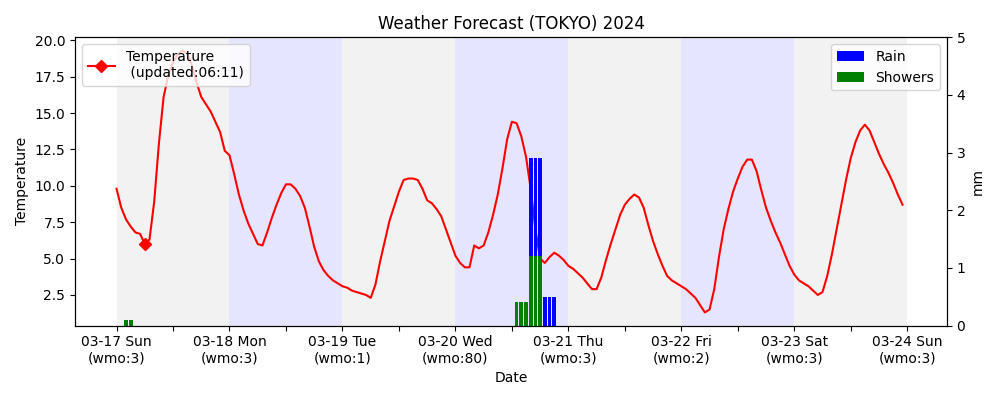 Weather Forecast (TOKYO) 2024
Temperature
(updated:06:11)
Rain
Showers
Temperature
20.0
17.5
15.0
12.5
10.0
7.5
5.0
2.5
mm
5
4
3
2
1
0
03-17 Sun
(wmo:3)
03-18 Mon
(wmo:3)
03-19 Tue
(wmo:1)
03-20 Wed
(wmo:80)
03-21 Thu
(wmo:3)
03-22 Fri
(wmo:2)
03-23 Sat
(wmo:3)
03-24 Sun
(wmo:3)
Date